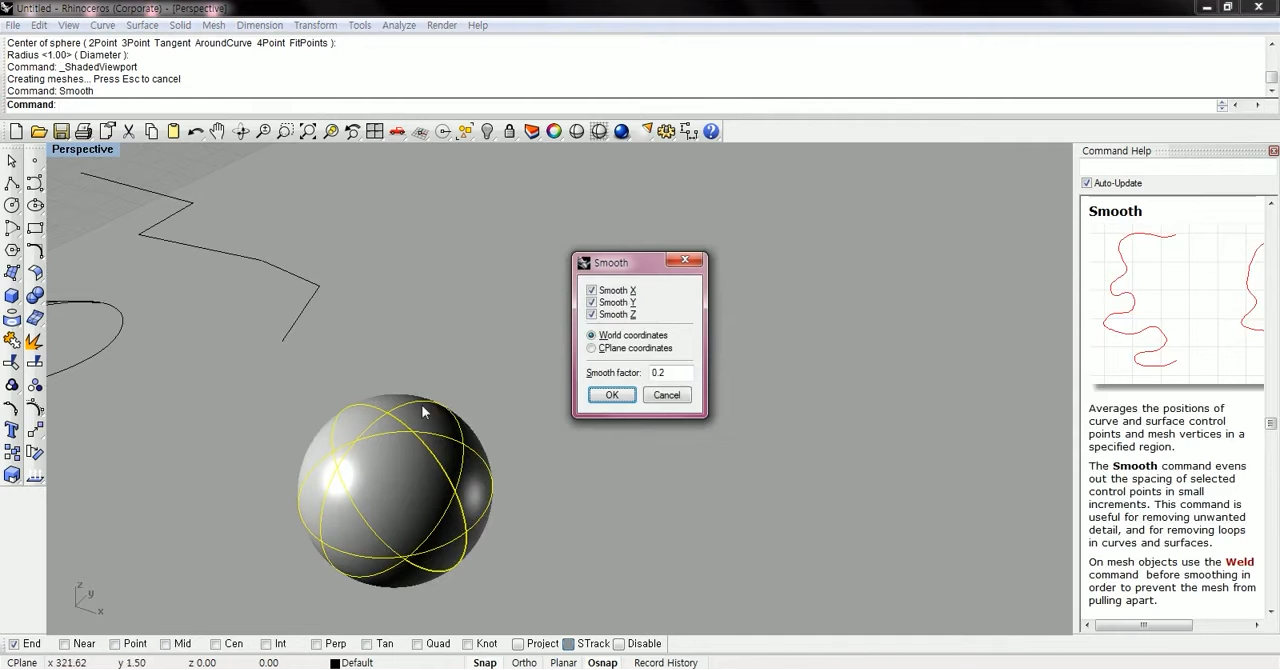 Untitled - Rhinoceros (Corporate) - [Perspective]
File Edit View Curve Surface Solid Mesh Dimension Transform Tools Analyze Render Help
Center of sphere ( 2Point 3Point Tangent AroundCurve 4Point FitPoints ):
Radius <1.00> ( Diameter ):
Command: _ShadedViewport
Creating meshes... Press Esc to cancel
Command: Smooth
Command:
Perspective
Command Help
Auto-Update
Smooth
Smooth
Smooth X
Smooth Y
Smooth Z
World coordinates
CPlane coordinates
Smooth factor: 0.2
OK Cancel
Averages the positions of
curve and surface control
points and mesh vertices in a
specified region.
The Smooth command evens
out the spacing of selected
control points in small
increments. This command is
useful for removing unwanted
detail, and for removing loops
in curves and surfaces.
On mesh objects use the Weld
command before smoothing in
order to prevent the mesh from
pulling apart.
z
y
x
End Near Point Mid Cen Int Perp Tan Quad Knot Project STrack Disable
CPlane x 321.62 y 1.50 z 0.00 0.00 Default Snap Ortho Planar Osnap Record History